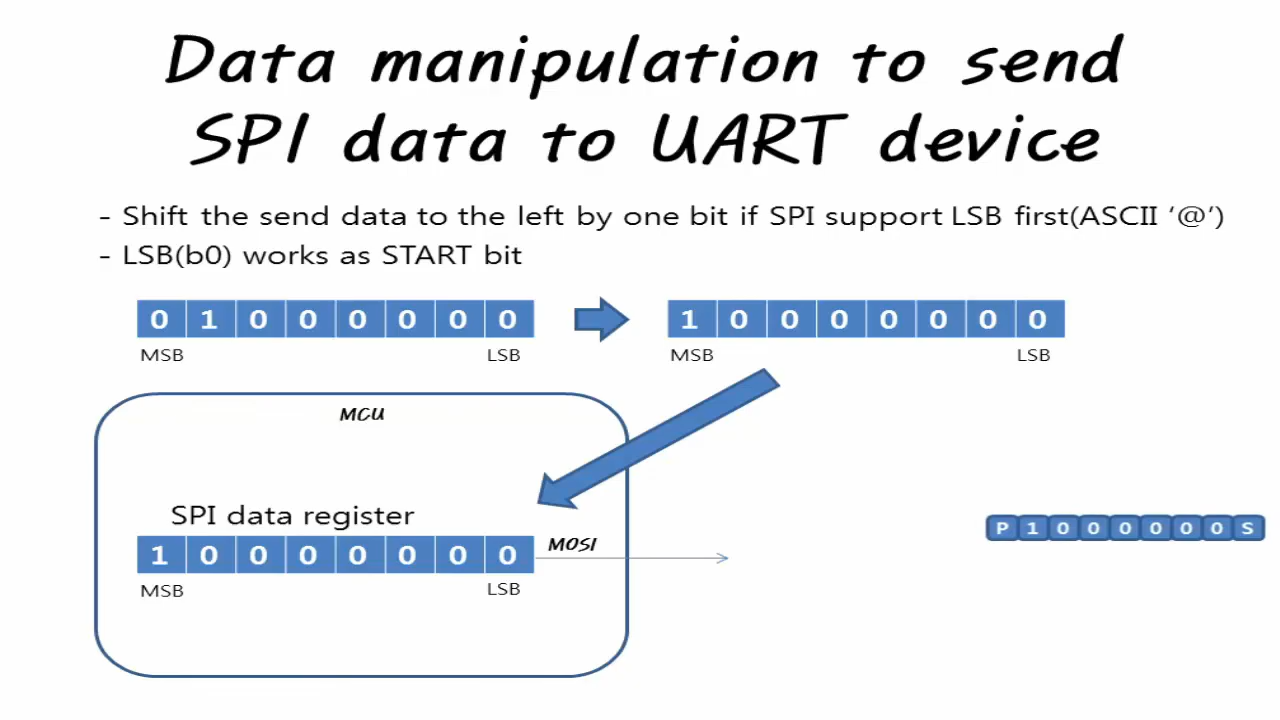 Data manipulation to send
SPI data to UART device
- Shift the send data to the left by one bit if SPI support LSB first(ASCII ‘@’)
- LSB(b0) works as START bit
0 1 0 0 0 0 0 0
1 0 0 0 0 0 0 0
MSB LSB
MSB LSB
MCU
SPI data register
1 0 0 0 0 0 0 0
MOSI
MSB LSB
P 1 0 0 0 0 0 0 S